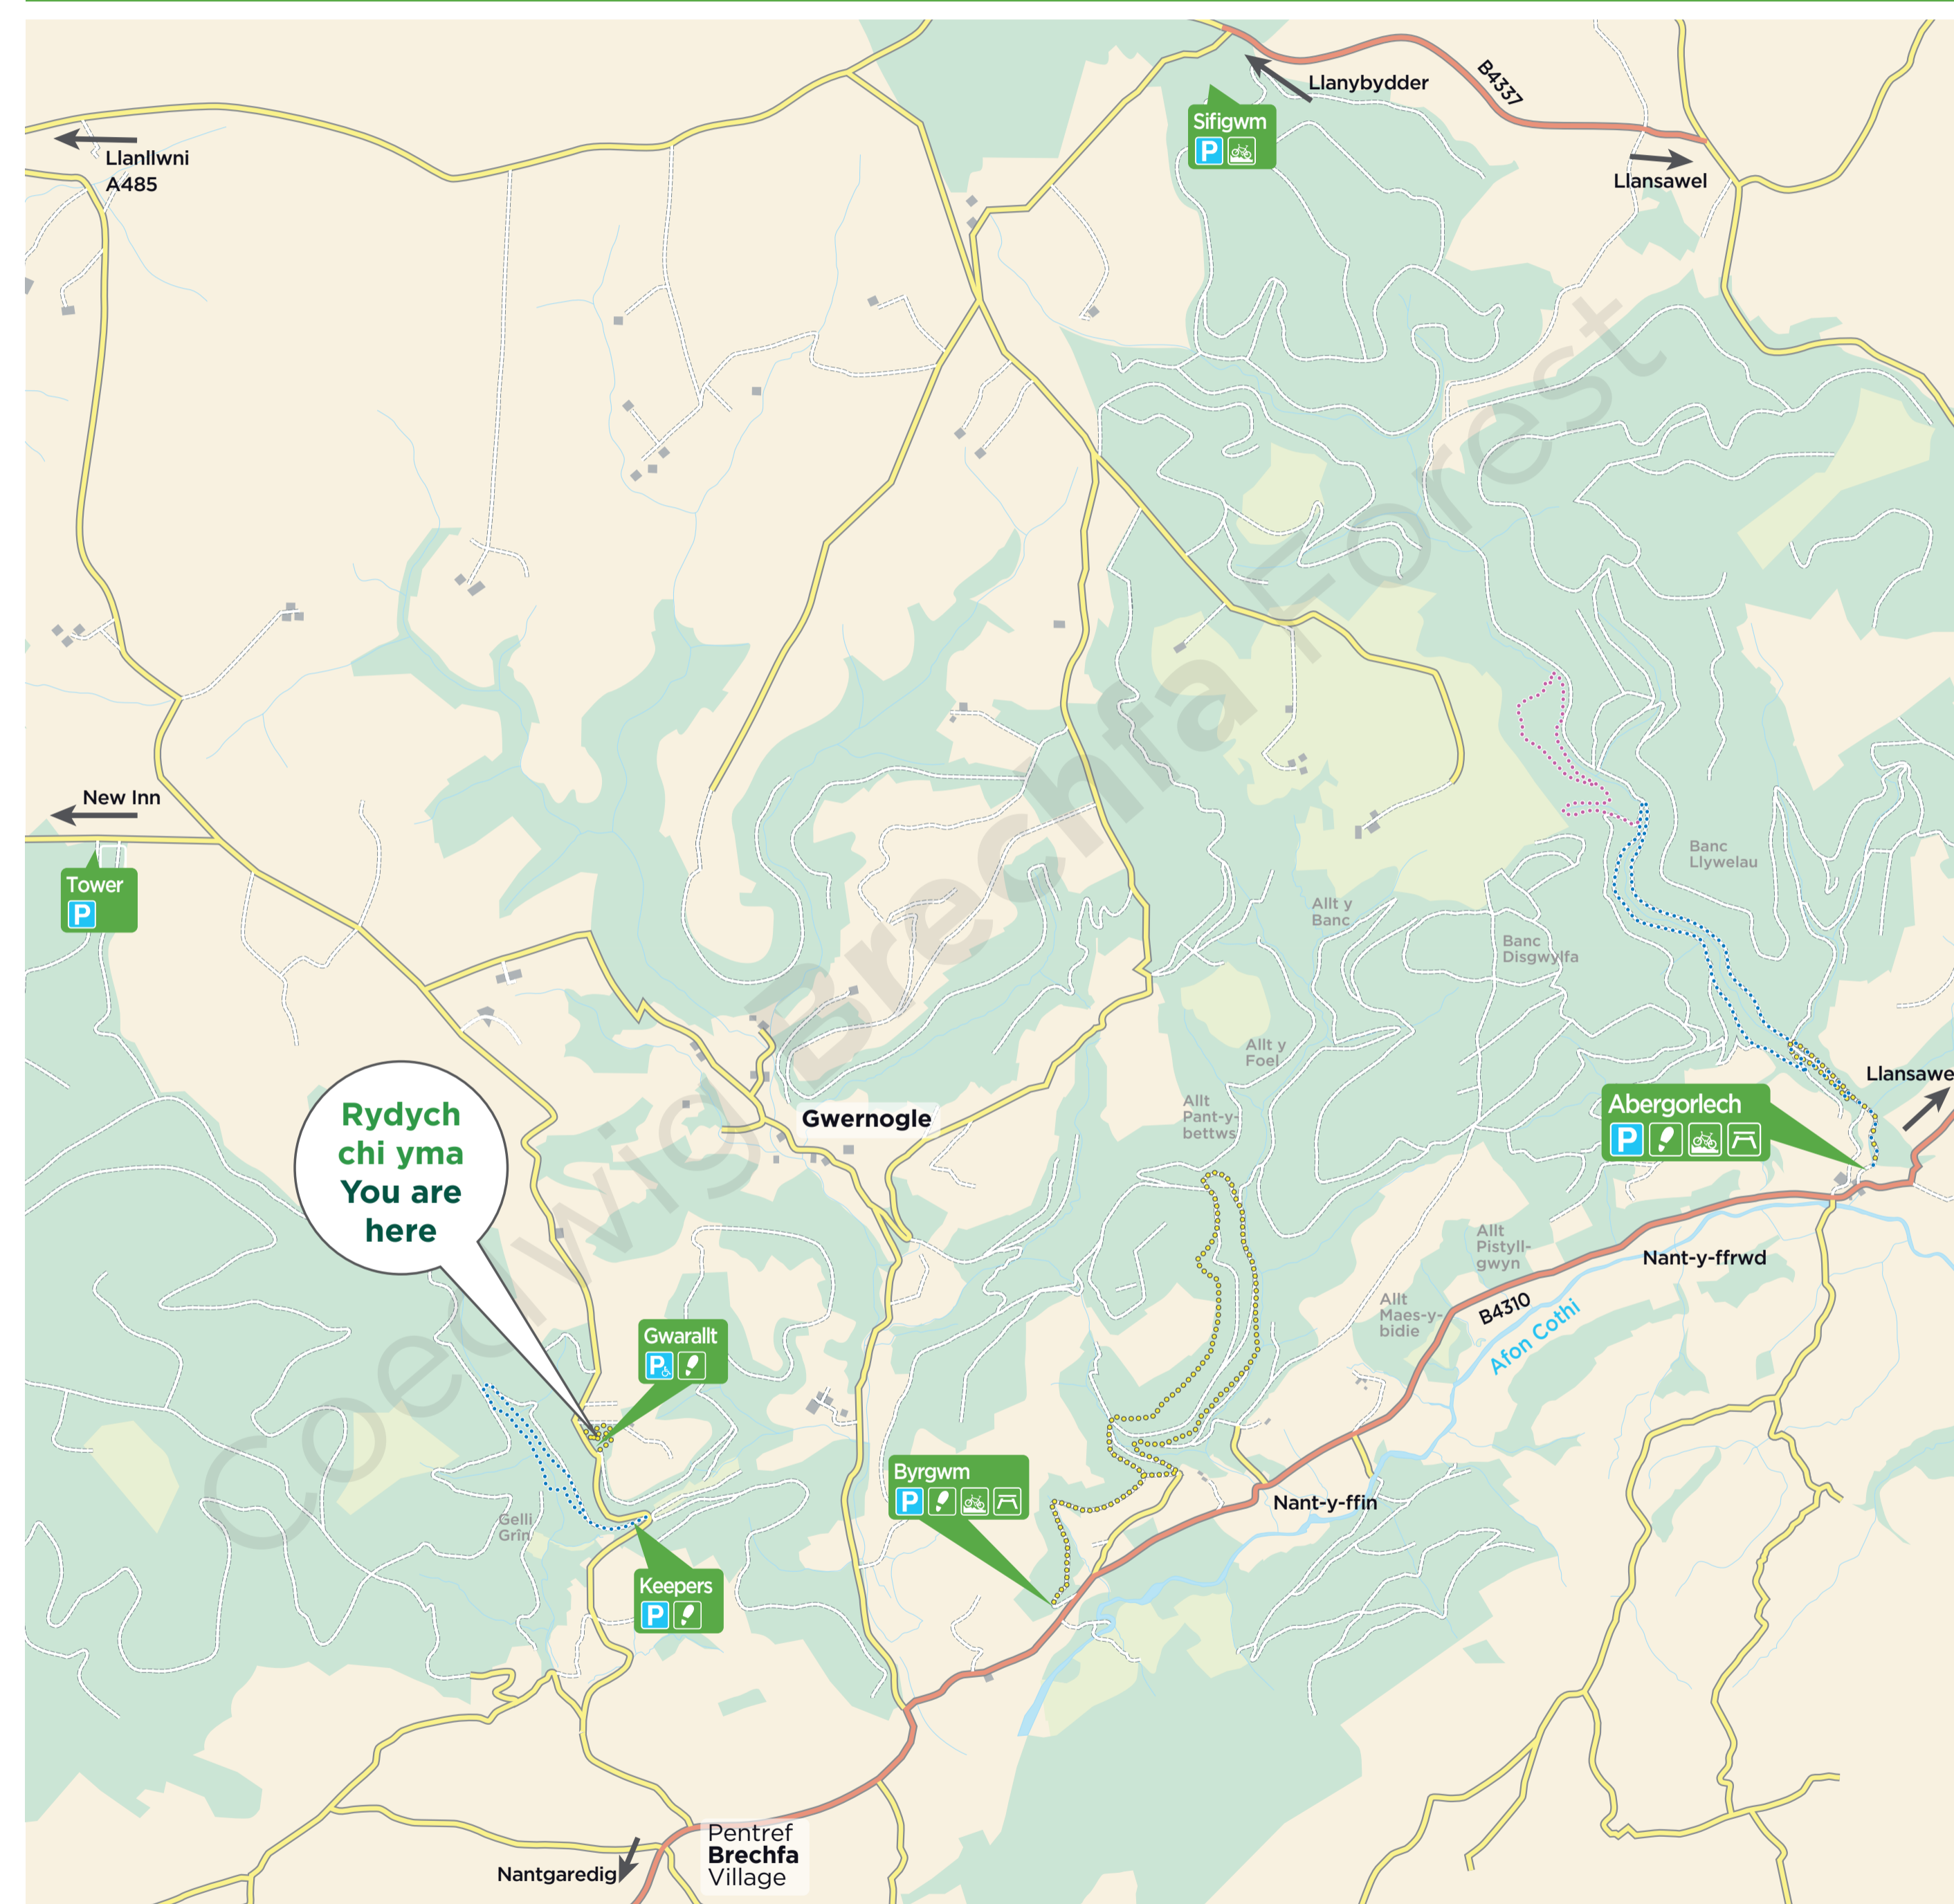 Llanybydder
B4337
Sifigwm
P
Llanllwni
A485
Llansawel
New Inn
Tower
P
Banc
Llywelau
Allt y
Banc
Banc
Disgwylfa
Allt y
Foel
Llansawe
Abergorlech
P
Allt
Pant-y-
bettws
Gwernogle
Rydych
chi yma
You are
here
Allt
Pistyll-
gwyn
Nant-y-ffrwd
Allt
Maes-y-
bidie
B4310
Afon Cothi
Gwarallt
P
Byrgwm
P
Nant-y-ffin
Gelli
Grîn
Keepers
P
Pentref
Brechfa
Village
Nantgaredig
Coedwig Brechfa Forest